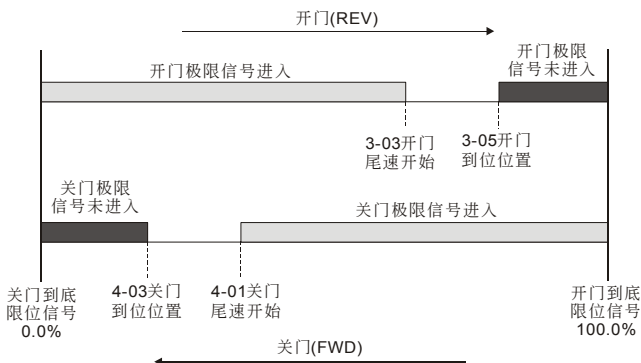 开门(REV)
开门极限信号进入
开门极限
信号未进入
3-03开门
尾速开始
3-05开门
到位位置
关门极限
信号未进入
关门极限信号进入
关门到底
限位信号
0.0%
4-03关门
到位位置
4-01关门
尾速开始
开门到底
限位信号
100.0%
关门(FWD)